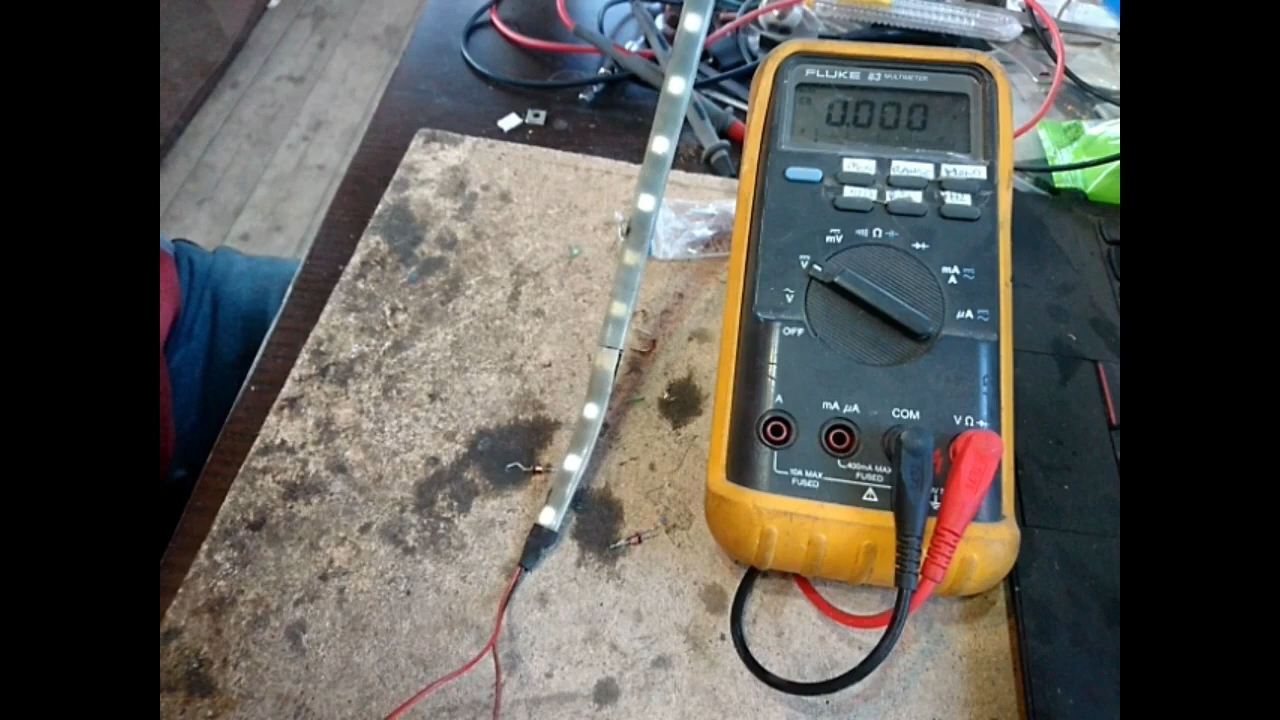 FLUKE 83 MULTIMETER
0.000
mV Ω
V
mA
A
V
μA
OFF
A
mA μA
COM
V Ω
10A MAX
FUSED
400mA MAX
FUSED